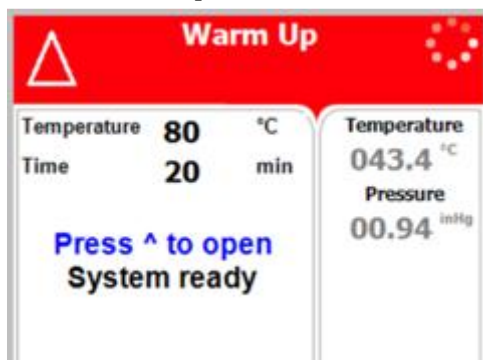 Warm Up
Temperature 80 °C
Time 20 min
Press ^ to open
System ready
Temperature
043.4 °C
Pressure
00.94 inHg